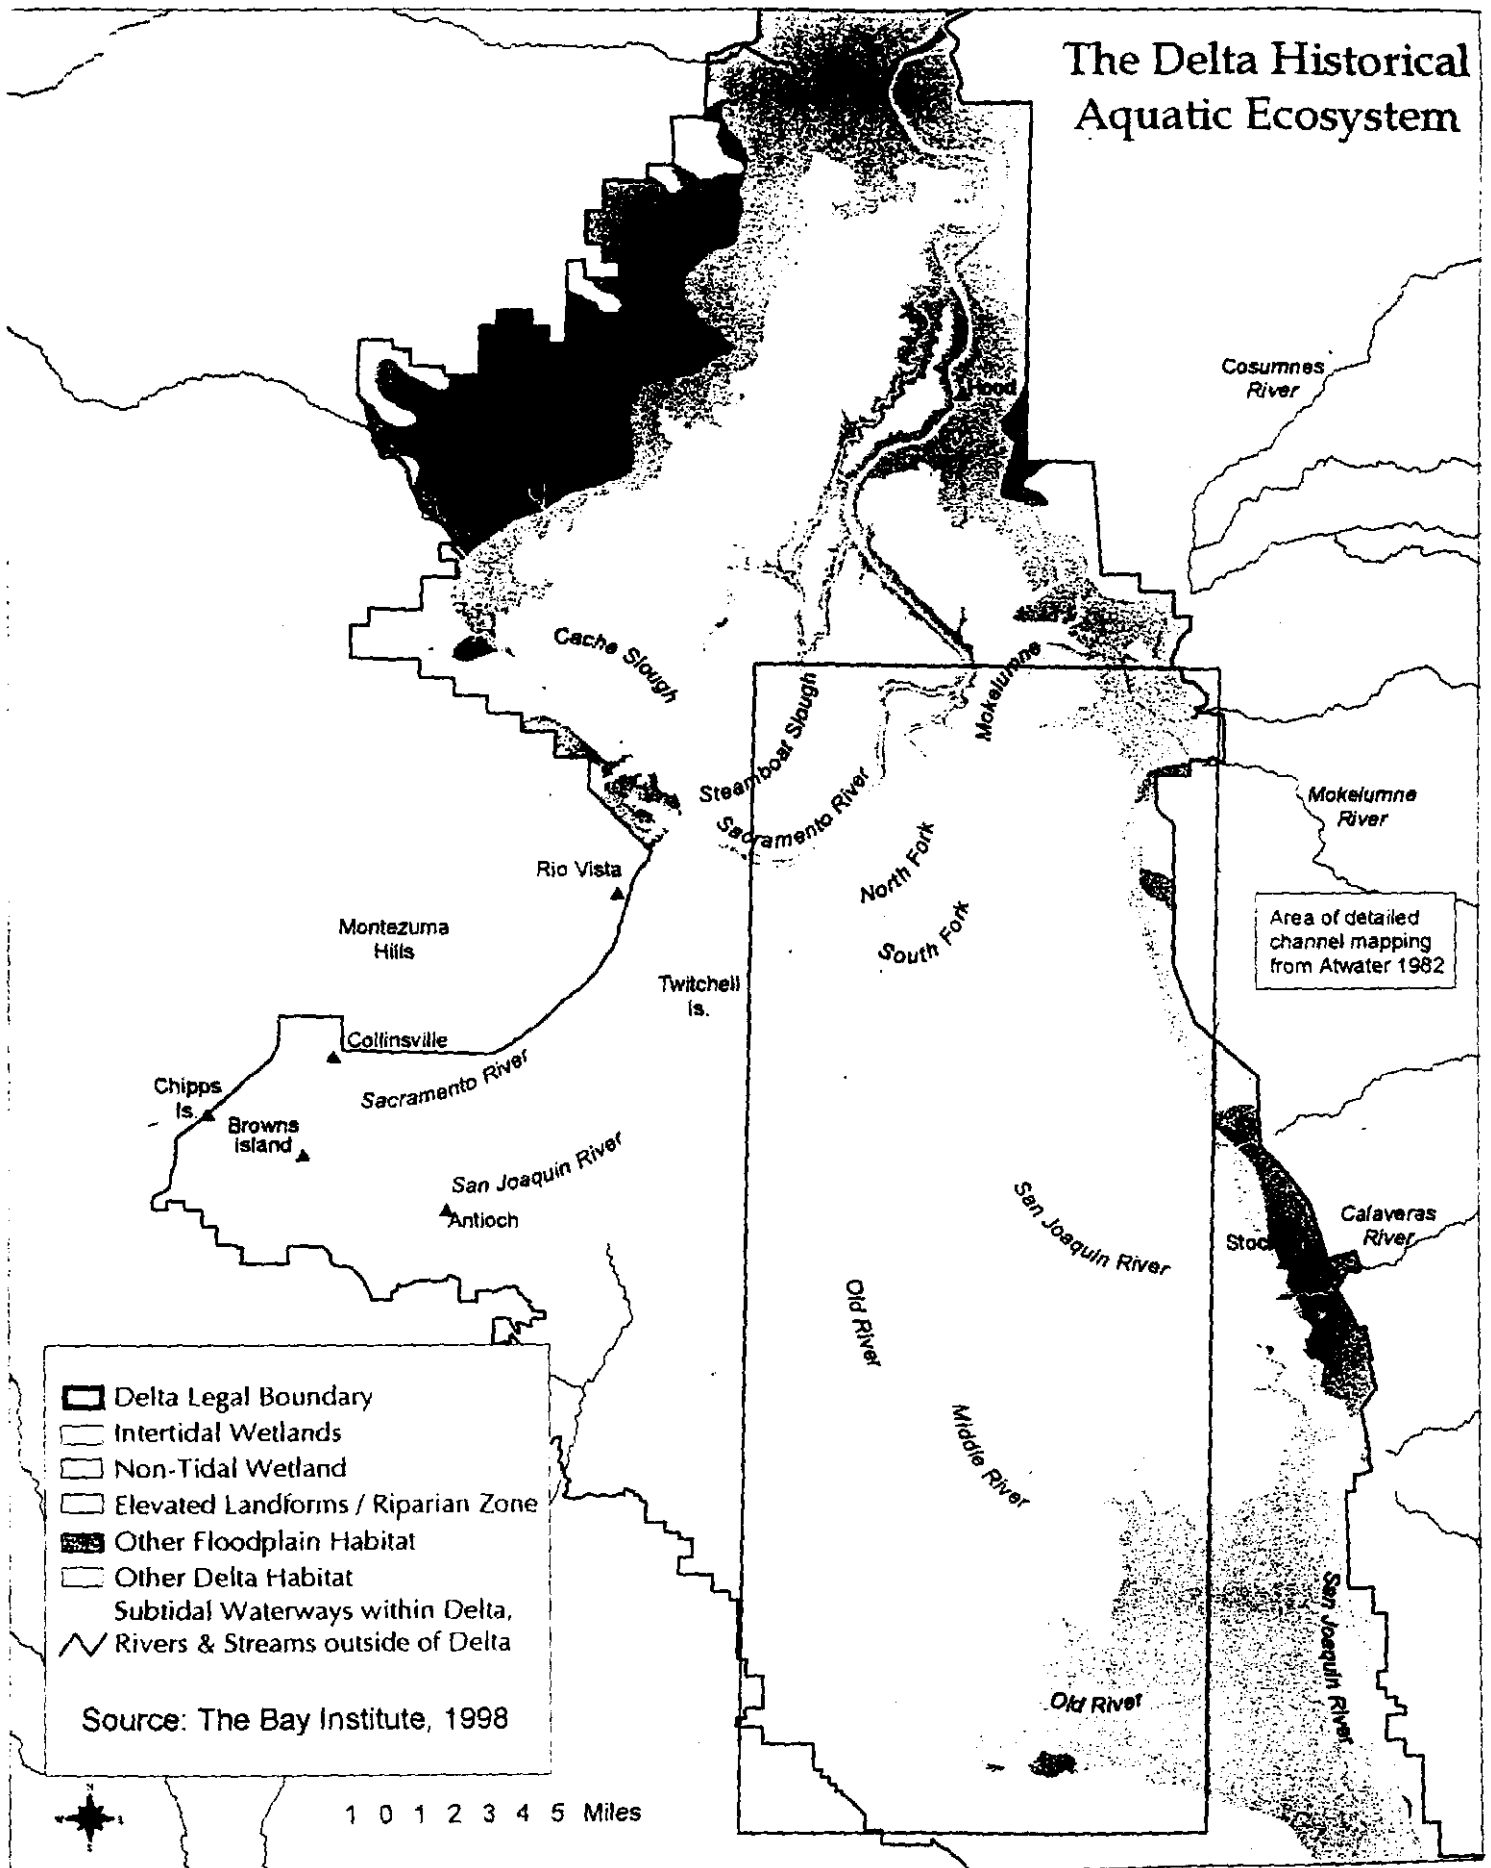 The Delta Historical
Aquatic Ecosystem
Cosumnes
River
Hood
Cache Slough
Mokelumne
Steamboat Slough
Sacramento River
Mokelumne
River
North Fork
South Fork
Rio Vista
Montezuma
Hills
Area of detailed
channel mapping
from Atwater 1982
Twitchell
Is.
Collinsville
Sacramento River
Chipps
Is.
Browns
Island
San Joaquin River
Antioch
San Joaquin River
Calaveras
River
Stoc
Old River
Middle River
Delta Legal Boundary
Intertidal Wetlands
Non-Tidal Wetland
Elevated Landforms / Riparian Zone
Other Floodplain Habitat
Other Delta Habitat
Subtidal Waterways within Delta,
Rivers & Streams outside of Delta
Source: The Bay Institute, 1998
San Joaquin River
Old River
N
1 0 1 2 3 4 5 Miles